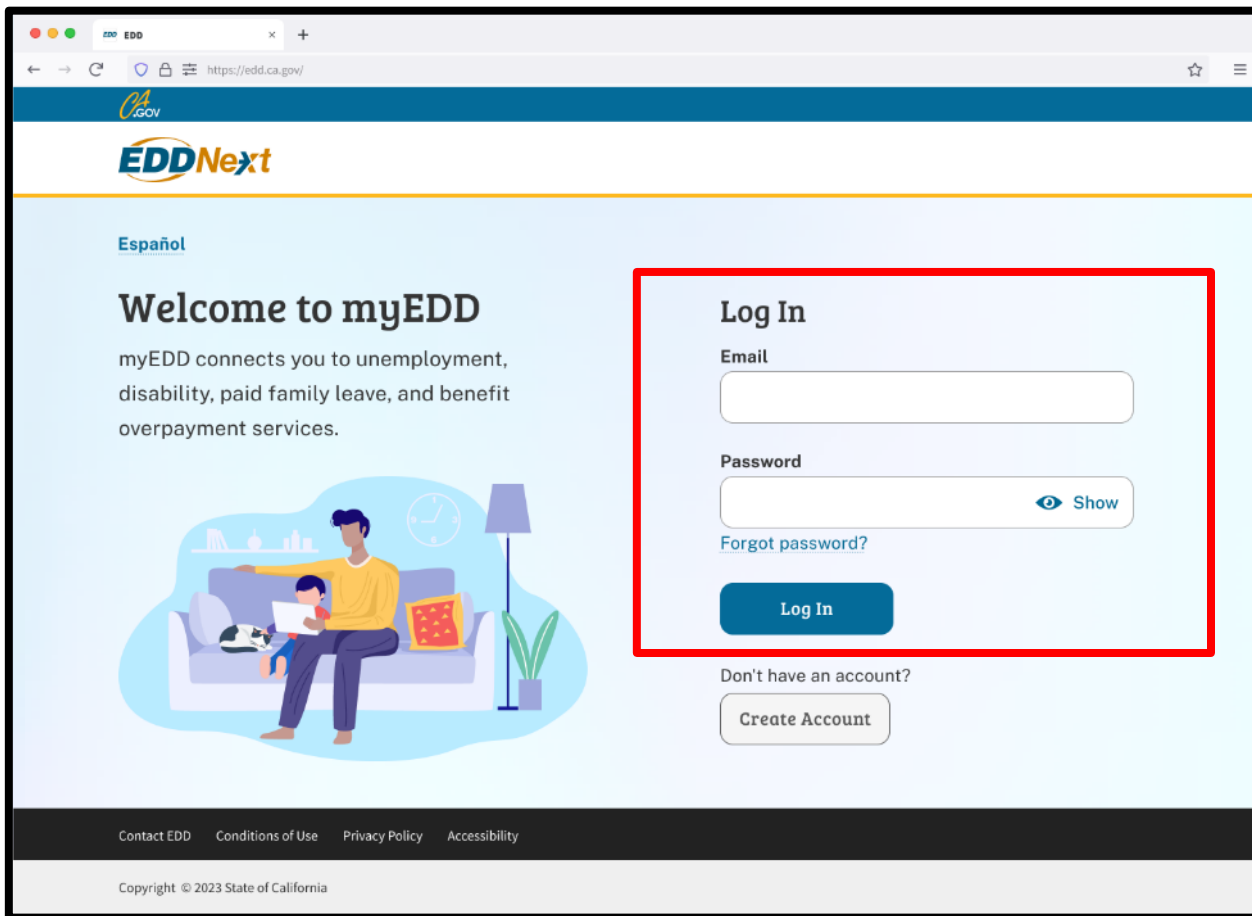 EDD EDD
https://edd.ca.gov/
CA.GOV
EDDNext
Español
Welcome to myEDD
myEDD connects you to unemployment,
disability, paid family leave, and benefit
overpayment services.
Log In
Email
Password
Show
Forgot password?
Log In
Don't have an account?
Create Account
Contact EDD Conditions of Use Privacy Policy Accessibility
Copyright © 2023 State of California